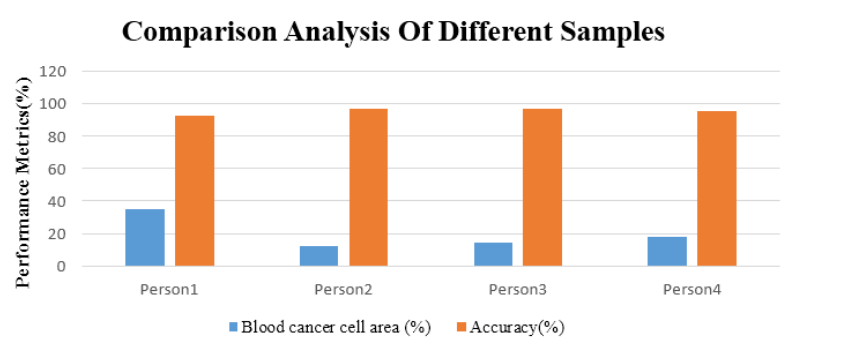 Comparison Analysis Of Different Samples
Performance Metrics(%)
120
100
80
60
40
20
0
Person1 Person2 Person3 Person4
Blood cancer cell area (%) Accuracy(%)